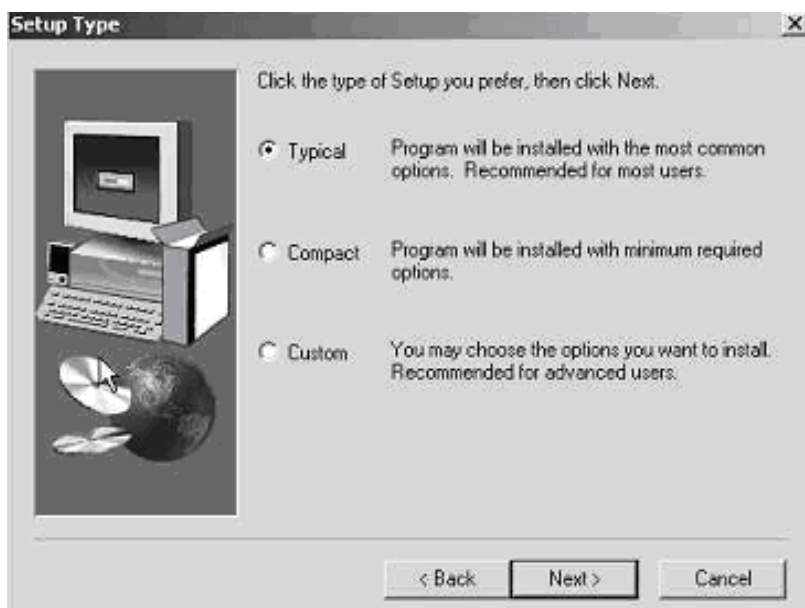 Setup Type
Click the type of Setup you prefer, then click Next.
Typical
Program will be installed with the most common
options. Recommended for most users.
Compact
Program will be installed with minimum required
options.
Custom
You may choose the options you want to install.
Recommended for advanced users.
< Back
Next >
Cancel